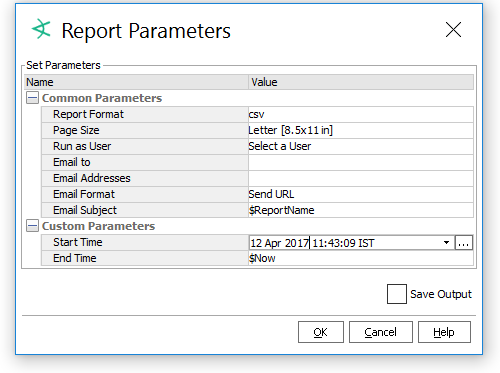 Report Parameters
Set Parameters
Name Value
Common Parameters
Report Format csv
Page Size Letter [8.5x11 in]
Run as User Select a User
Email to
Email Addresses
Email Format Send URL
Email Subject $ReportName
Custom Parameters
Start Time 12 Apr 2017 11:43:09 IST ...
End Time $Now
Save Output
OK Cancel Help